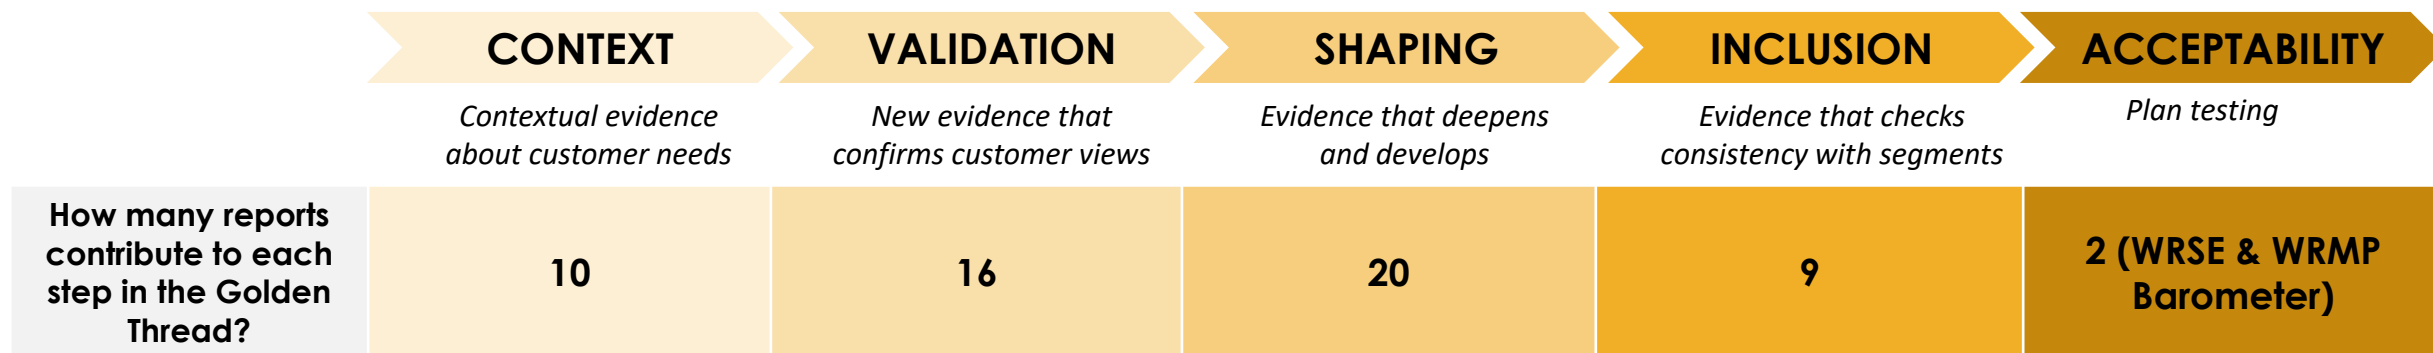 CONTEXT
VALIDATION
SHAPING
INCLUSION
ACCEPTABILITY
Contextual evidence
about customer needs
New evidence that
confirms customer views
Evidence that deepens
and develops
Evidence that checks
consistency with segments
Plan testing
How many reports
contribute to each
step in the Golden
Thread?
10
16
20
9
2 (WRSE & WRMP
Barometer)